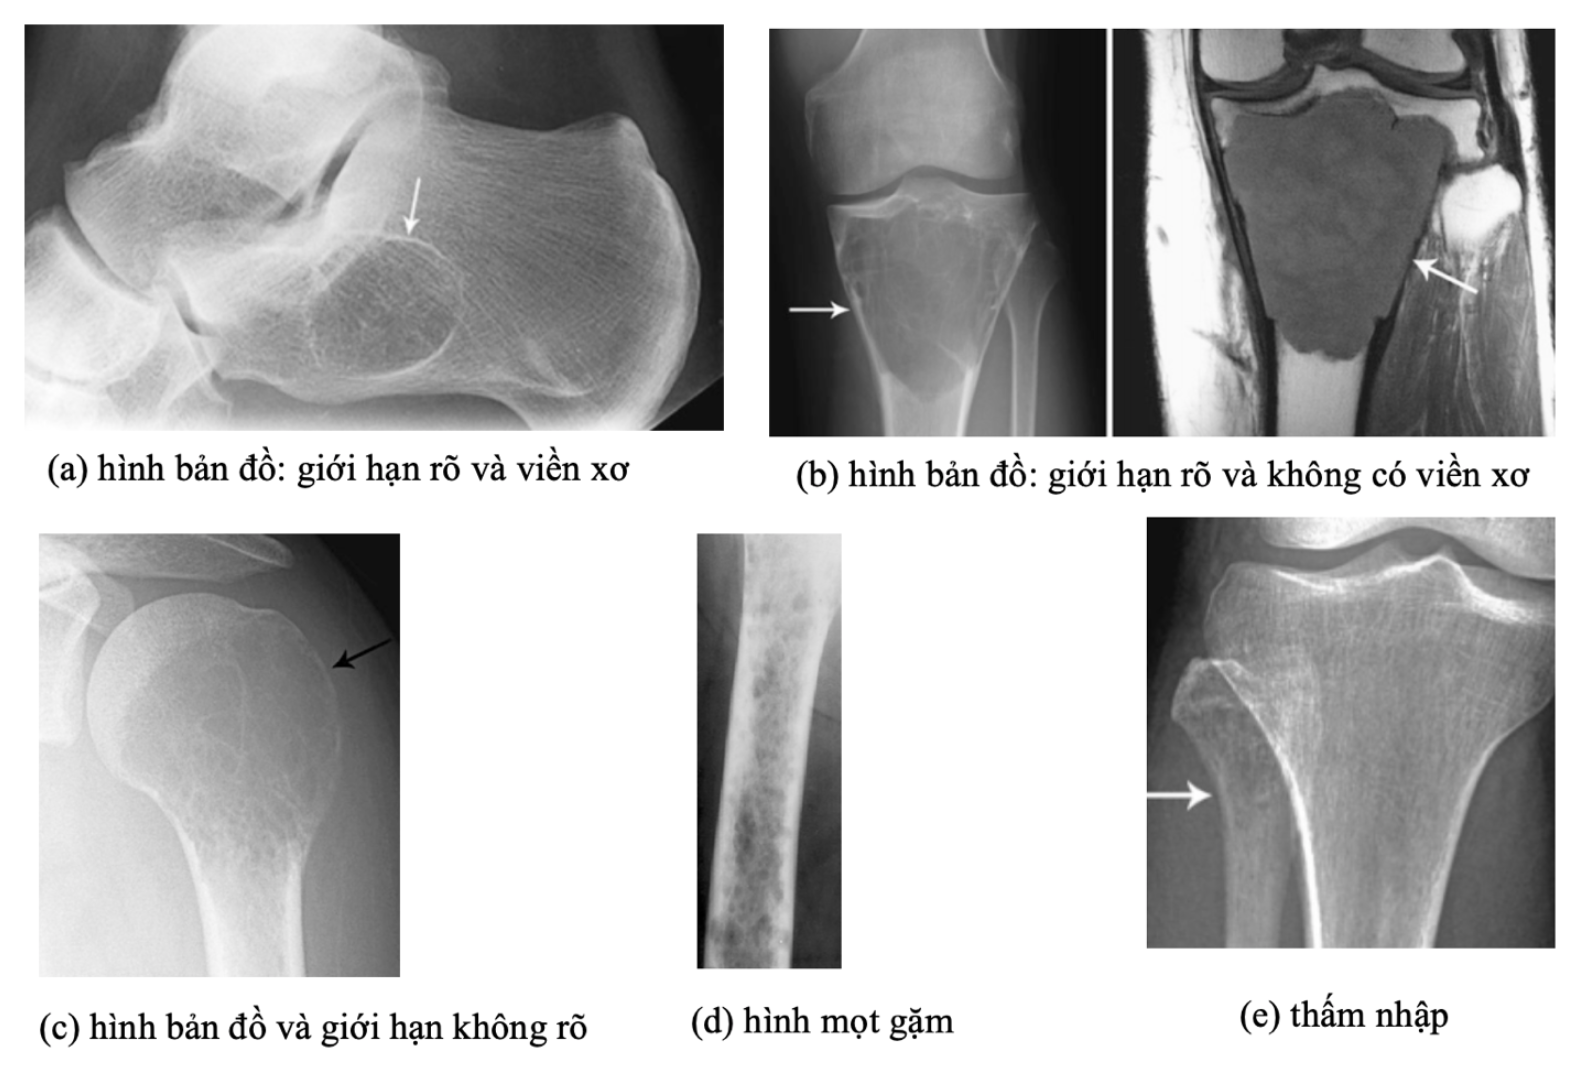 (a) hình bản đồ: giới hạn rõ và viền xơ
(b) hình bản đồ: giới hạn rõ và không có viền xơ
(c) hình bản đồ và giới hạn không rõ
(d) hình mọt gặm
(e) thấm nhập